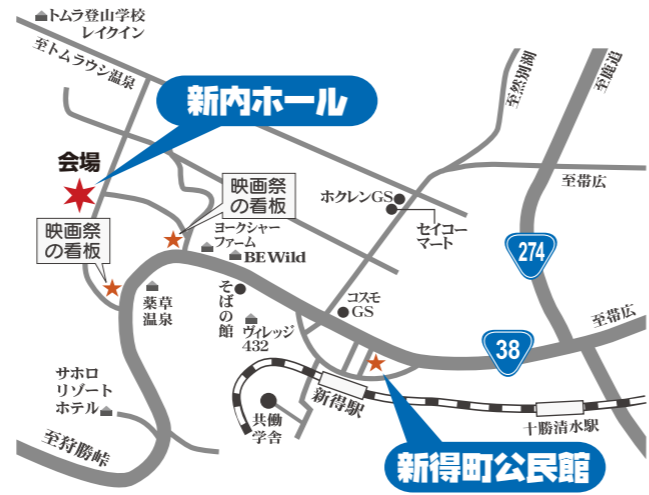 トムラ登山学校
レイクイン
至トムラウシ温泉
新内ホール
会場
映画祭
の看板
映画祭
の看板
ヨークシャー
ファーム
BE Wild
薬草
温泉
そばの館
ヴィレッジ
432
サホロ
リゾート
ホテル
至狩勝峠
共働
学舎
新得駅
コスモ
GS
ホクレンGS
セイコー
マート
至然別湖
至鹿追
至帯広
274
至帯広
38
十勝清水駅
新得町公民館